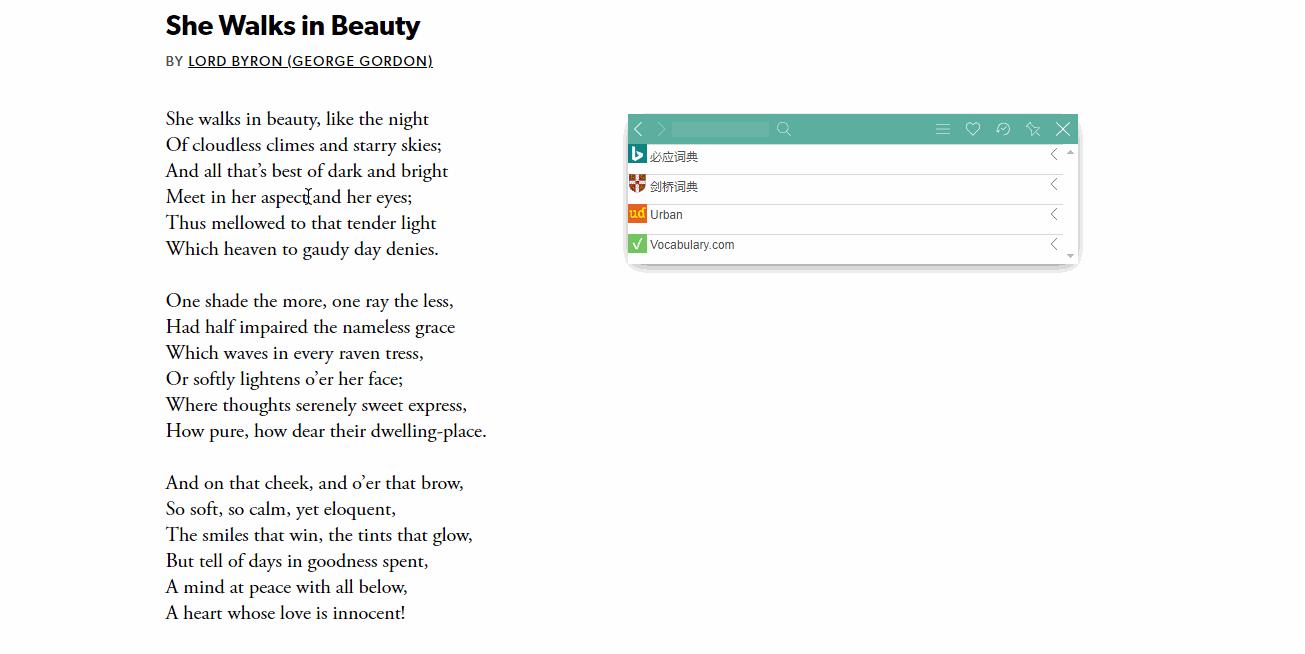 She Walks in Beauty
BY LORD BYRON (GEORGE GORDON)
She walks in beauty, like the night
Of cloudless climes and starry skies;
And all that’s best of dark and bright
Meet in her aspect and her eyes;
Thus mellowed to that tender light
Which heaven to gaudy day denies.
One shade the more, one ray the less,
Had half impaired the nameless grace
Which waves in every raven tress,
Or softly lightens o’er her face;
Where thoughts serenely sweet express,
How pure, how dear their dwelling-place.
And on that cheek, and o’er that brow,
So soft, so calm, yet eloquent,
The smiles that win, the tints that glow,
But tell of days in goodness spent,
A mind at peace with all below,
A heart whose love is innocent!
必应词典
剑桥词典
ud Urban
Vocabulary.com